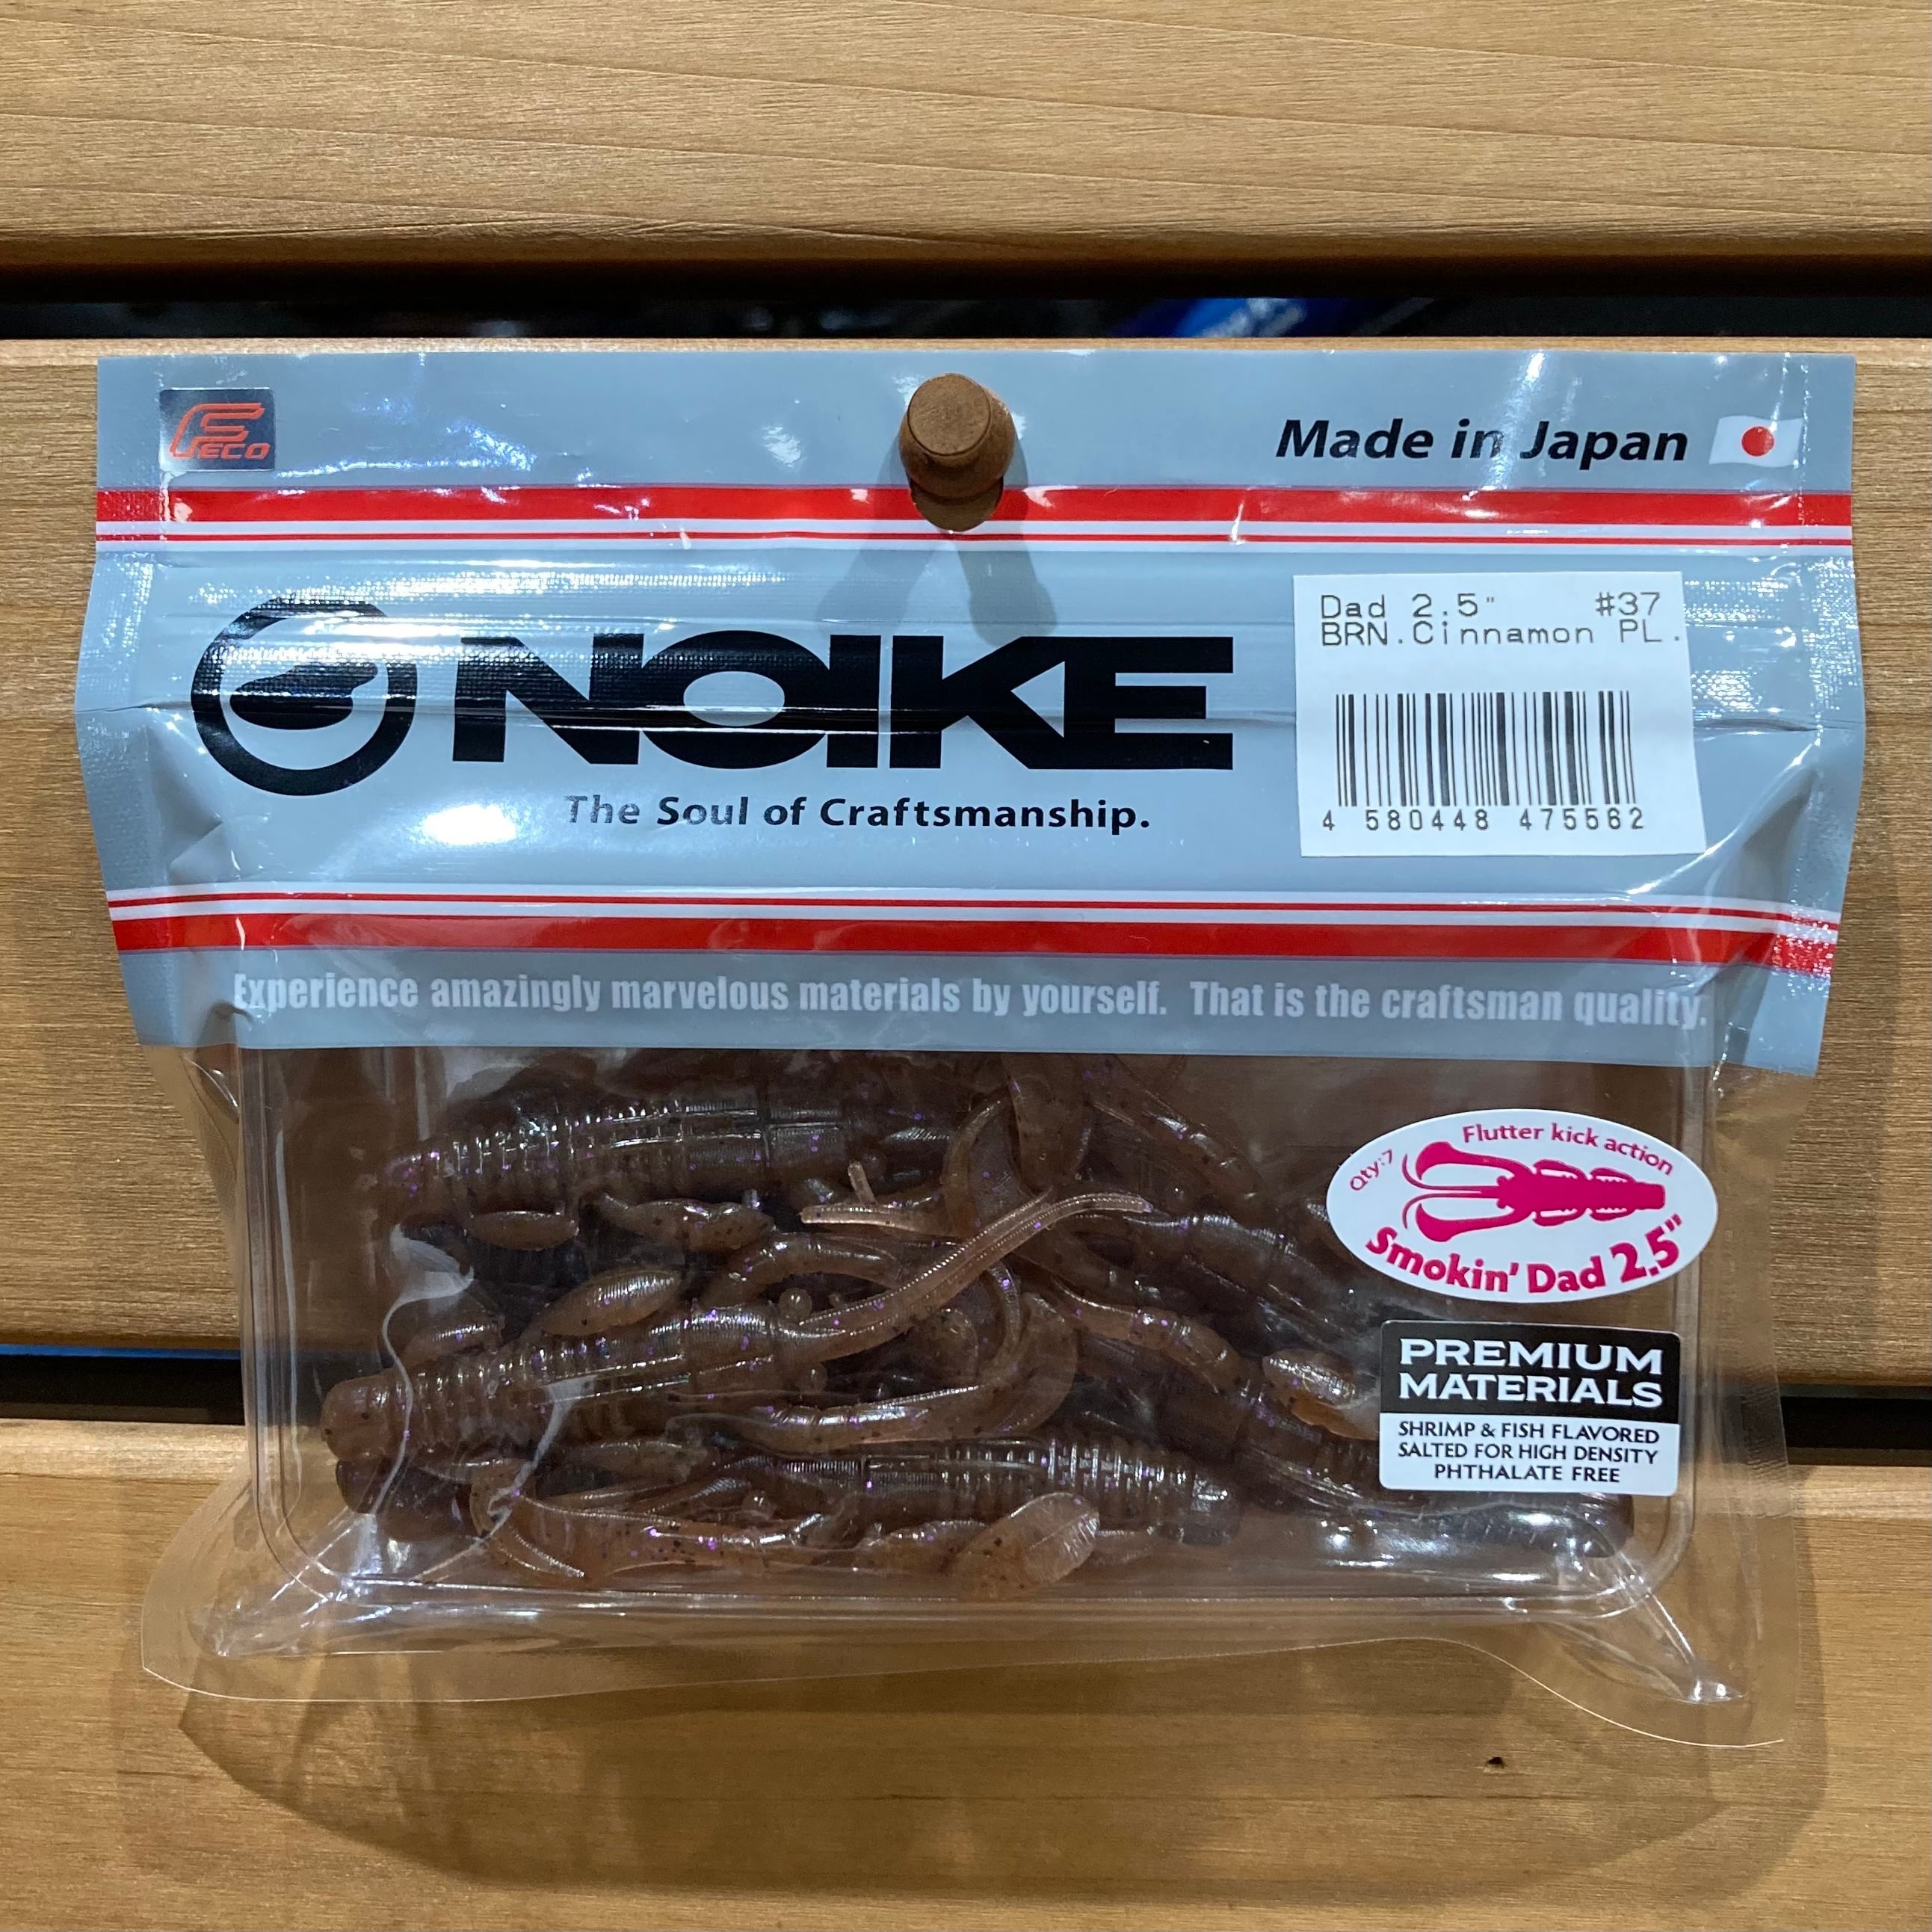 FECO
Made in Japan
NOIKE
The Soul of Craftsmanship.
Dad 2.5" #37
BRN.Cinnamon PL.
4 580448 475562
Experience amazingly marvelous materials by yourself. That is the craftsman quality.
Flutter kick action
Qty:7
Smokin' Dad 2.5"
PREMIUM
MATERIALS
SHRIMP & FISH FLAVORED
SALTED FOR HIGH DENSITY
PHTHALATE FREE